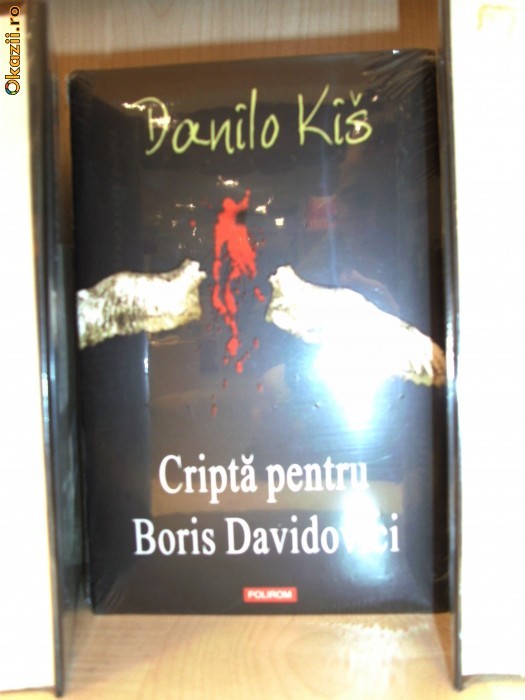 Okazii.ro
Danilo Kiš
Criptă pentru
Boris Davidovici
POLIROM